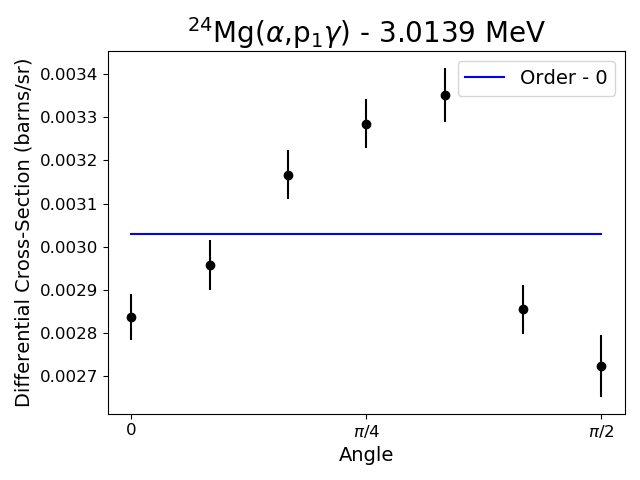 ²⁴Mg(α,p₁γ) - 3.0139 MeV
Order - 0
Differential Cross-Section (barns/sr)
0.0034
0.0033
0.0032
0.0031
0.0030
0.0029
0.0028
0.0027
0 π/4 π/2
Angle